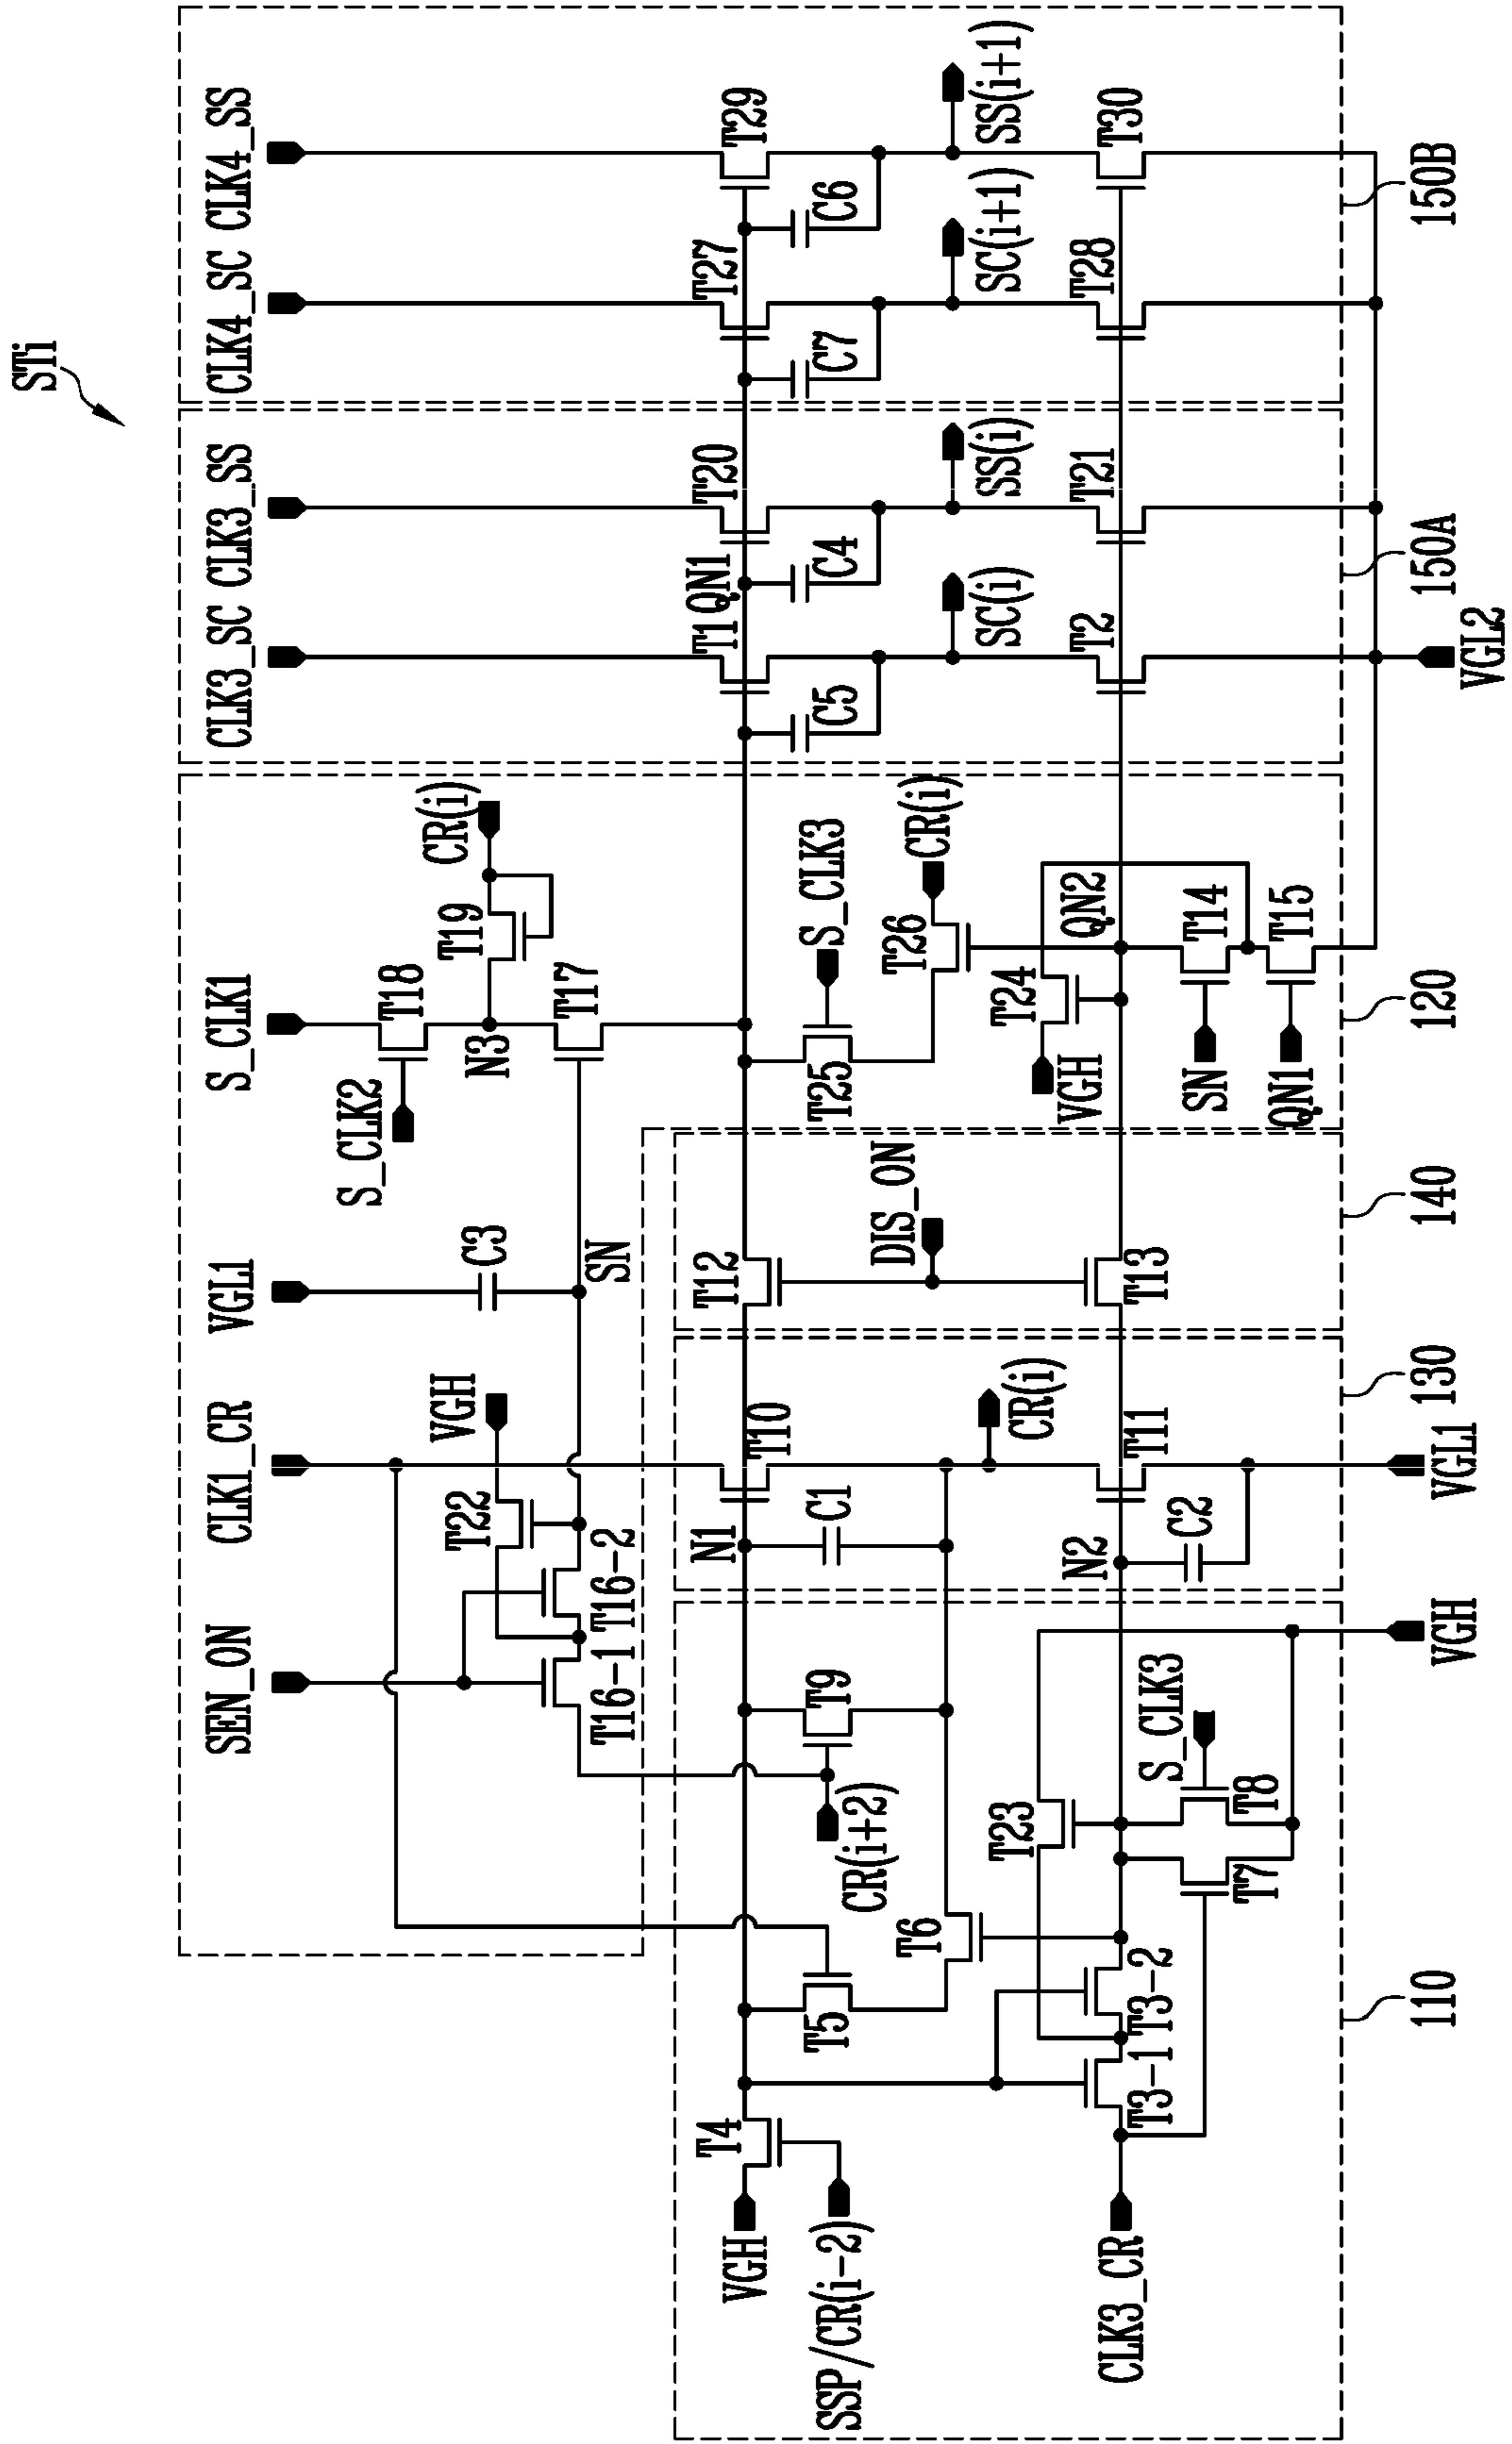 STi
SEN_ON
CLK1_CR
VGL1
S_CLK1
CLK3_SC
CLK3_SS
CLK4_SC
CLK4_SS
S_CLK2
T18
CR(i)
T19
N3
T17
VGH
T22
C3
T16-1
T16-2
SN
VGH
T4
N1
T10
T12
T1
QN1
T20
T27
T29
SSP/CR(i-2)
T5
CR(i+2)
T9
C1
T25
S_CLK3
C5
C4
C7
C6
T6
DIS_ON
T26
CR(i)
CR(i)
SC(i)
SS(i)
SC(i+1)
SS(i+1)
T23
T24
VGH
QN2
N2
CLK3_CR
T3-1
T3-2
T11
T13
T2
T21
T28
T30
S_CLK3
C2
SN
T14
T7
T8
QN1
T15
VGH
VGL1
VGL2
110
130
140
120
150A
150B